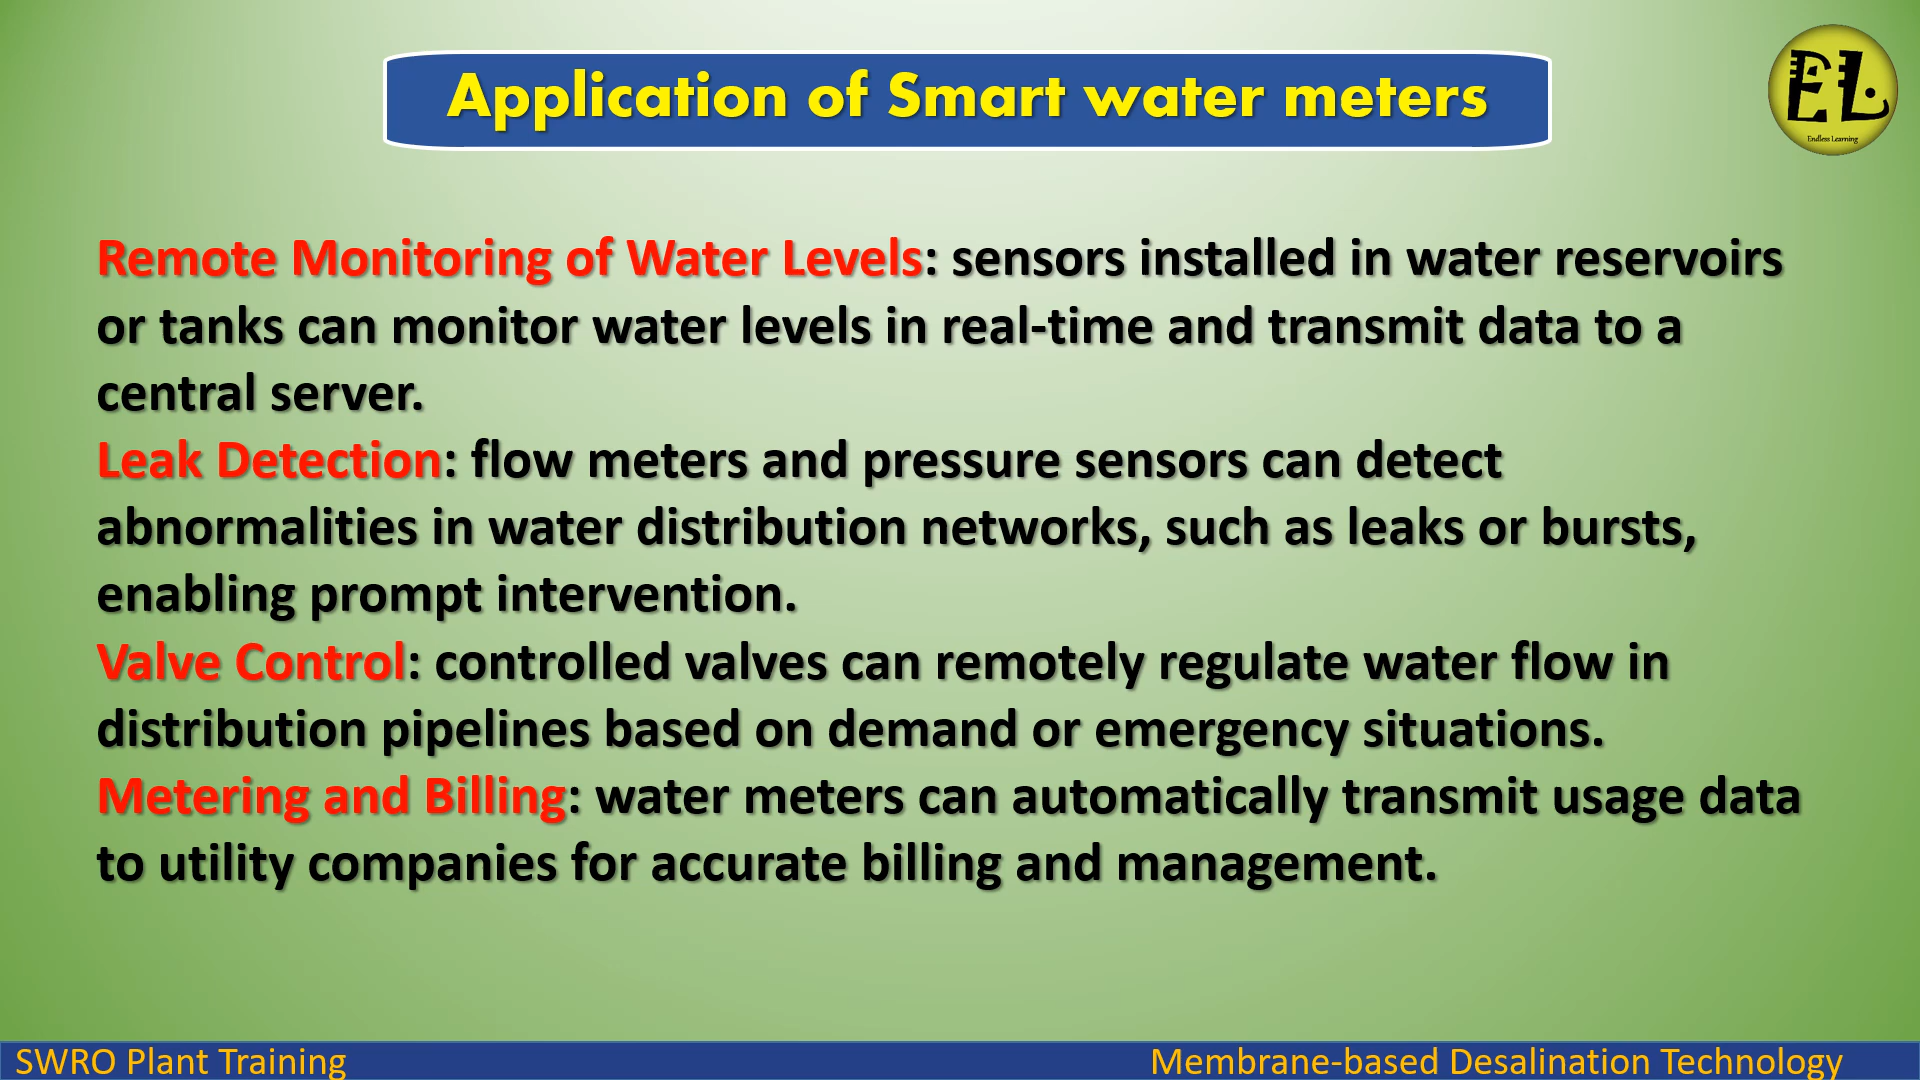 Application of Smart water meters
EL
Endless Learning
Remote Monitoring of Water Levels: sensors installed in water reservoirs
or tanks can monitor water levels in real-time and transmit data to a
central server.
Leak Detection: flow meters and pressure sensors can detect
abnormalities in water distribution networks, such as leaks or bursts,
enabling prompt intervention.
Valve Control: controlled valves can remotely regulate water flow in
distribution pipelines based on demand or emergency situations.
Metering and Billing: water meters can automatically transmit usage data
to utility companies for accurate billing and management.
SWRO Plant Training
Membrane-based Desalination Technology